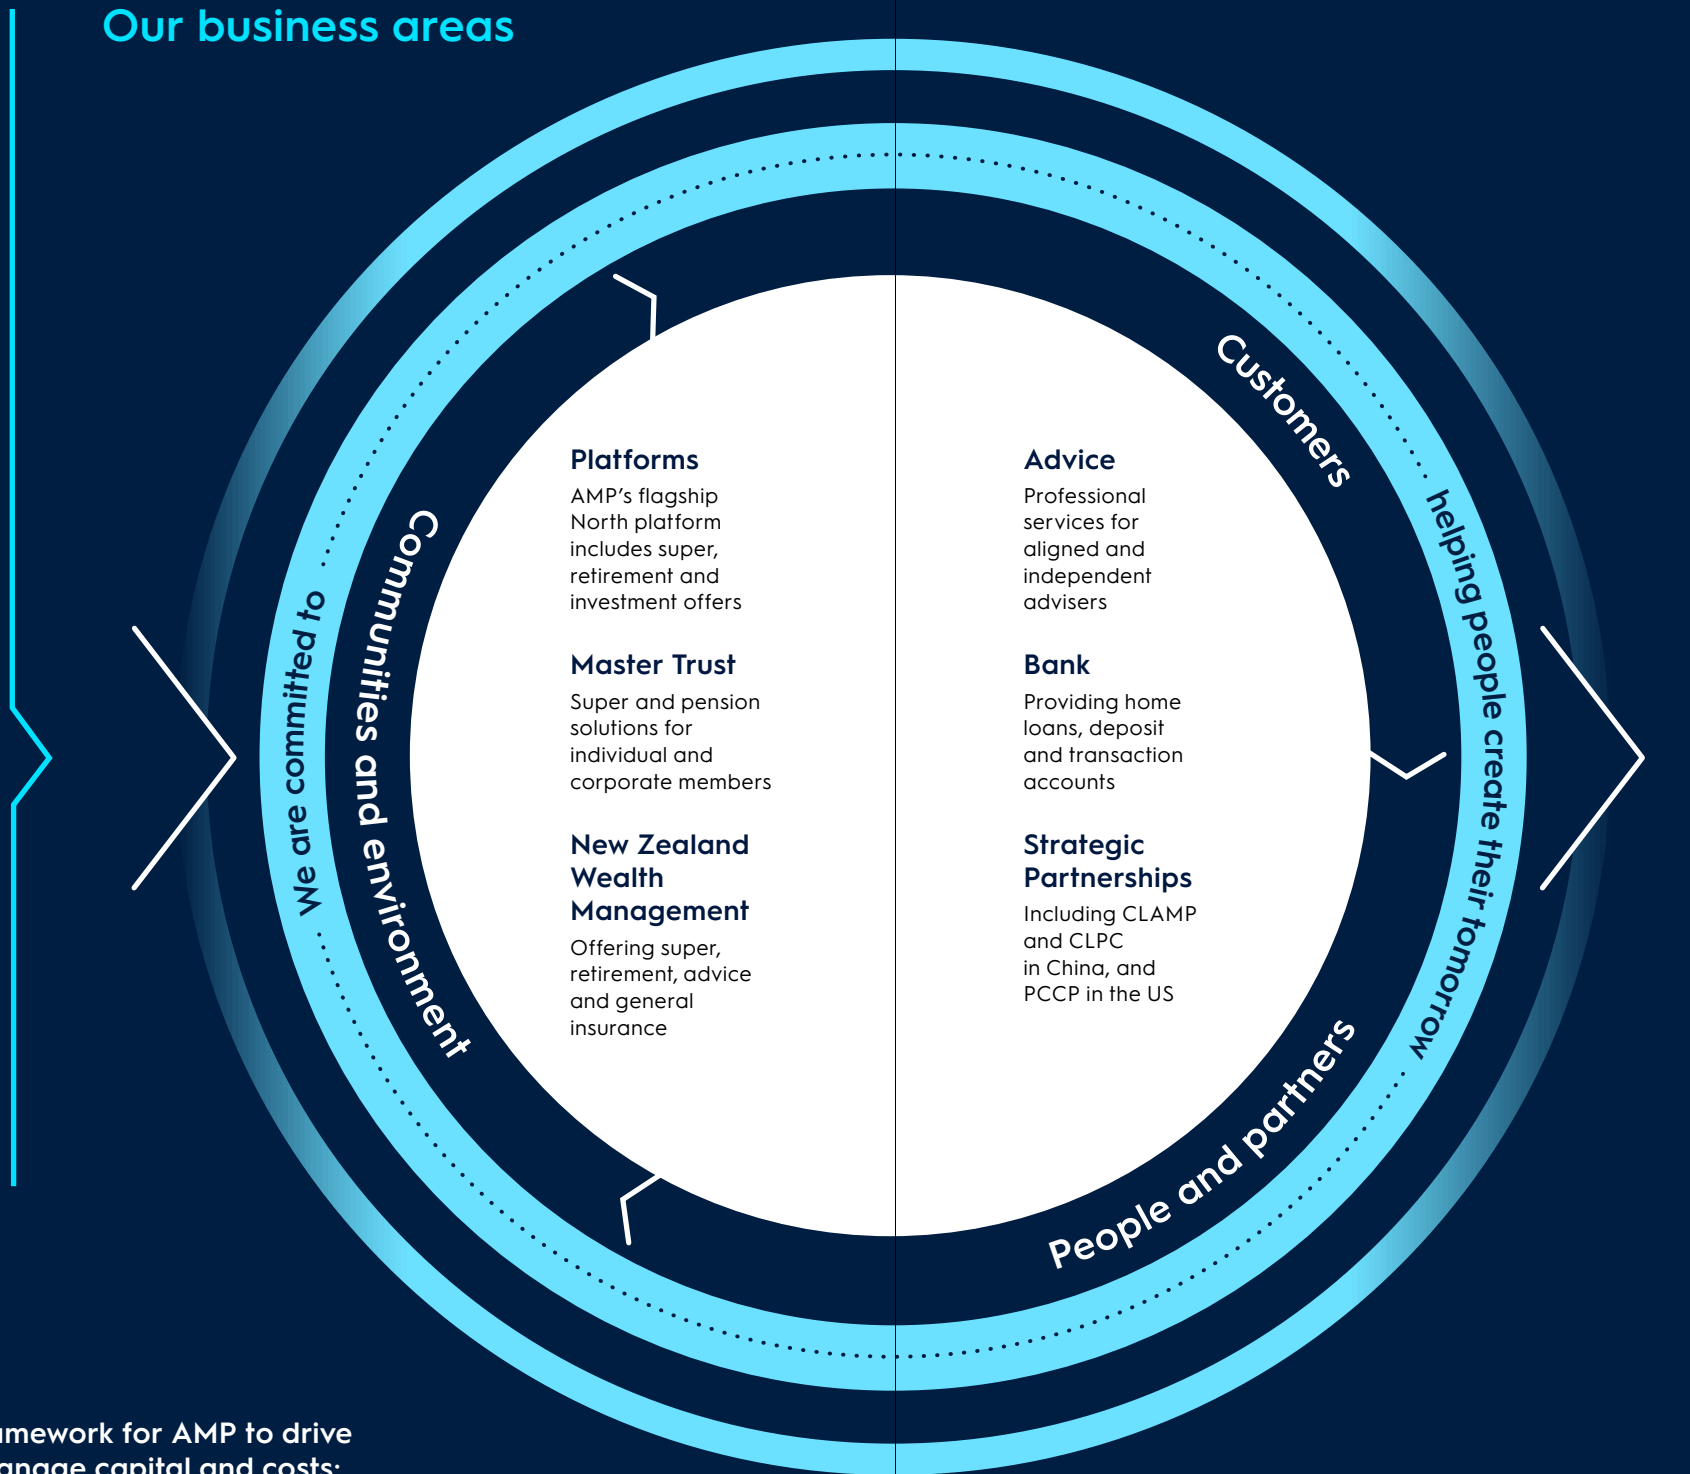 Our business areas
We are committed to
helping people create their tomorrow
Communities and environment
Customers
People and partners
Platforms
AMP’s flagship
North platform
includes super,
retirement and
investment offers
Master Trust
Super and pension
solutions for
individual and
corporate members
New Zealand
Wealth
Management
Offering super,
retirement, advice
and general
insurance
Advice
Professional
services for
aligned and
independent
advisers
Bank
Providing home
loans, deposit
and transaction
accounts
Strategic
Partnerships
Including CLAMP
and CLPC
in China, and
PCCP in the US
for AMP to drive
capital and costs: